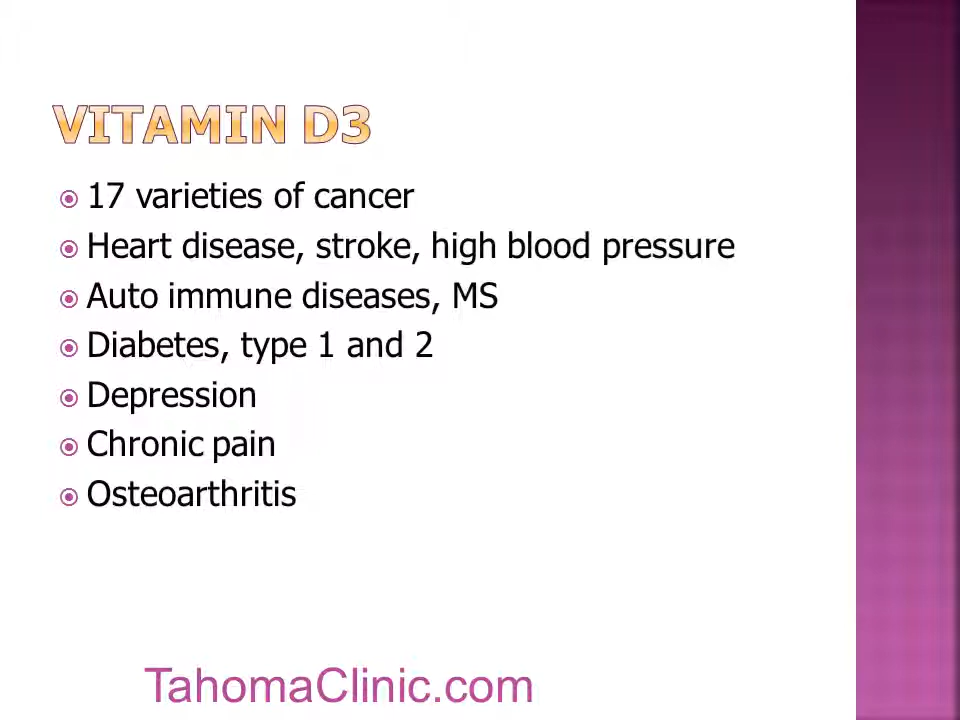 VITAMIN D3
17 varieties of cancer
Heart disease, stroke, high blood pressure
Auto immune diseases, MS
Diabetes, type 1 and 2
Depression
Chronic pain
Osteoarthritis
TahomaClinic.com